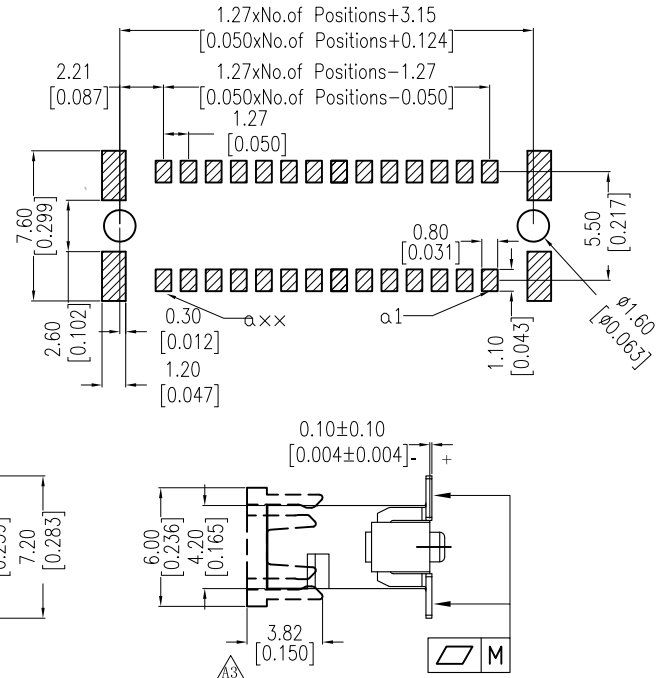 1.27xNo.of Positions+3.15
[0.050xNo.of Positions+0.124]
2.21
[0.087]
1.27xNo.of Positions-1.27
[0.050xNo.of Positions-0.050]
1.27
[0.050]
7.60
[0.299]
0.80
[0.031]
5.50
[0.217]
2.60
[0.102]
0.30
[0.012]
axx
a1
1.10
[0.043]
ø1.60
[ø0.063]
1.20
[0.047]
0.10±0.10
[0.004±0.004]
- +
7.20
[0.283]
6.00
[0.236]
4.20
[0.165]
3.82
[0.150]
A3
M